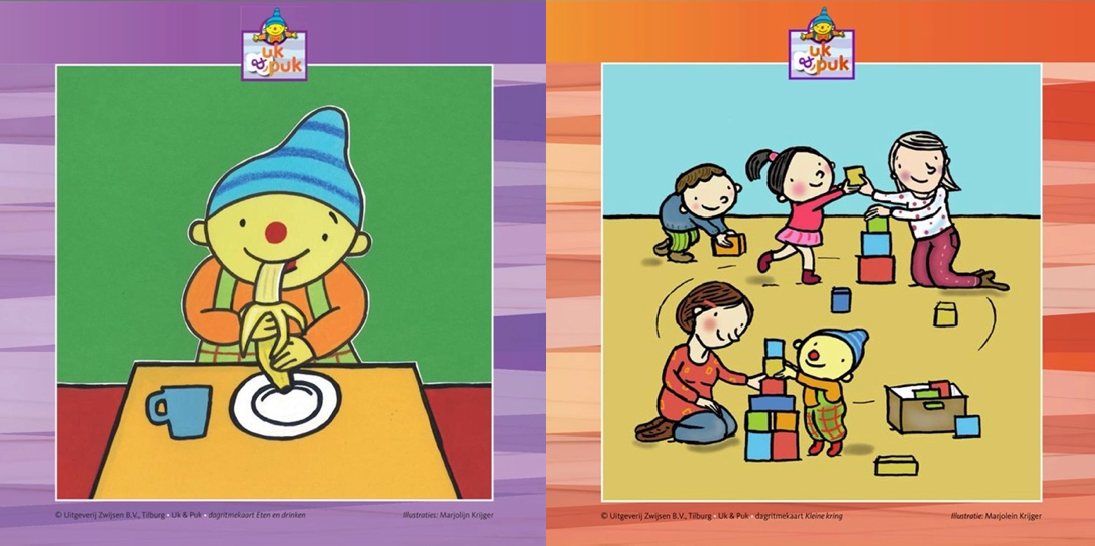 uk
& puk
© Uitgeverij Zwijsen B.V., Tilburg • Uk & Puk • dagritmekaart Eten en drinken
Illustraties: Marjolijn Krijger
uk
& puk
© Uitgeverij Zwijsen B.V., Tilburg • Uk & Puk • dagritmekaart Kleine kring
Illustratie: Marjolein Krijger